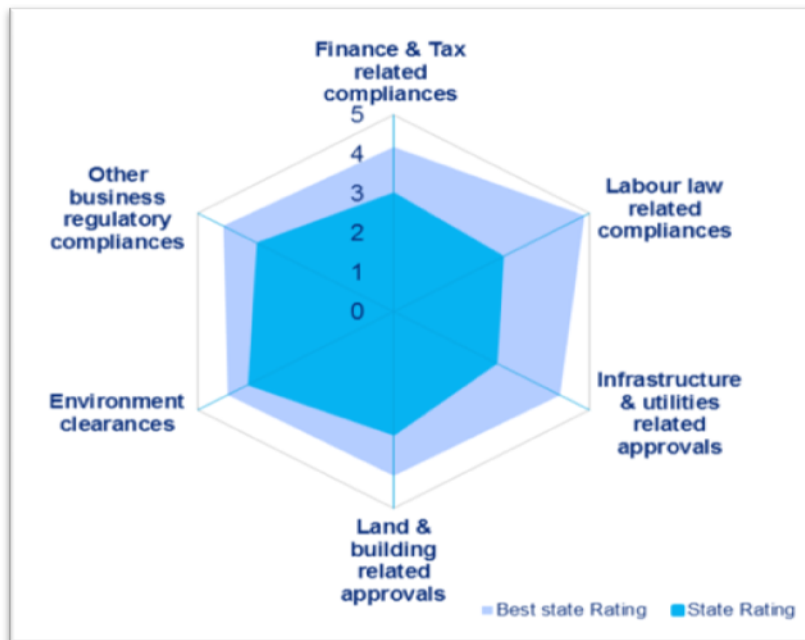 Finance & Tax
related
compliances
5
4
3
2
1
0
Labour law
related
compliances
Infrastructure
& utilities
related
approvals
Land &
building
related
approvals
Environment
clearances
Other
business
regulatory
compliances
Best state Rating
State Rating